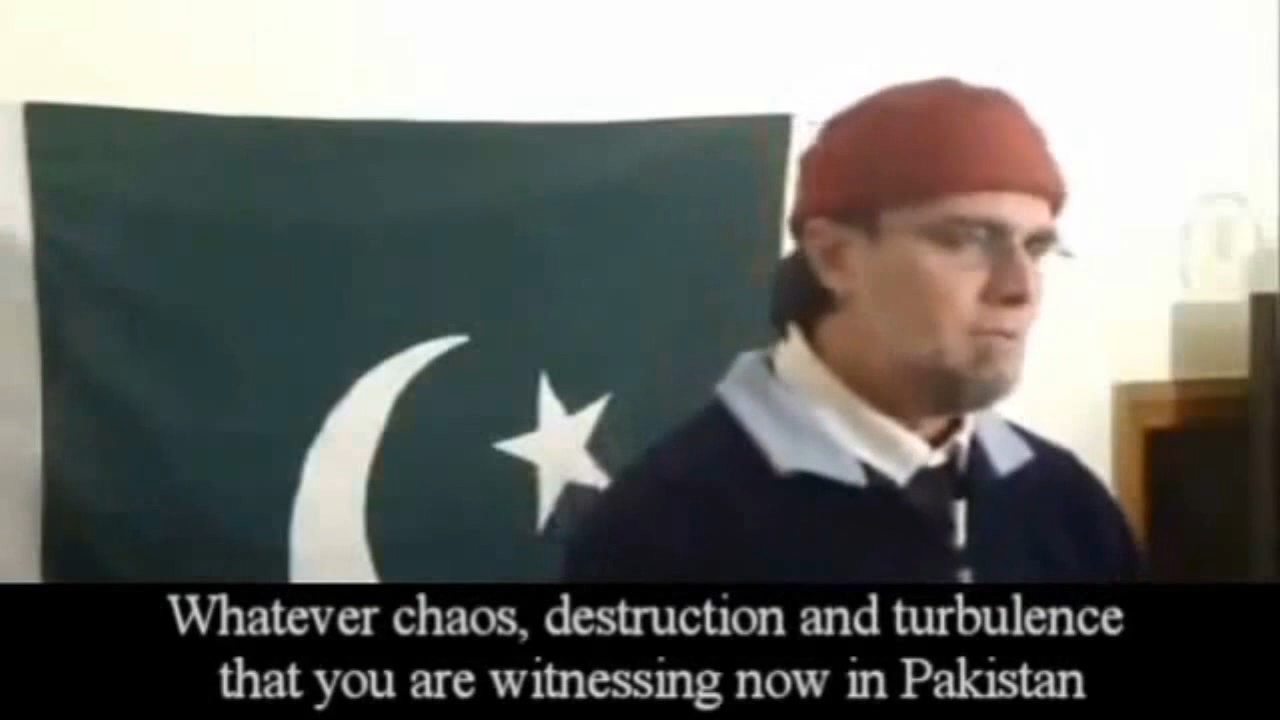 Whatever chaos, destruction and turbulence
that you are witnessing now in Pakistan